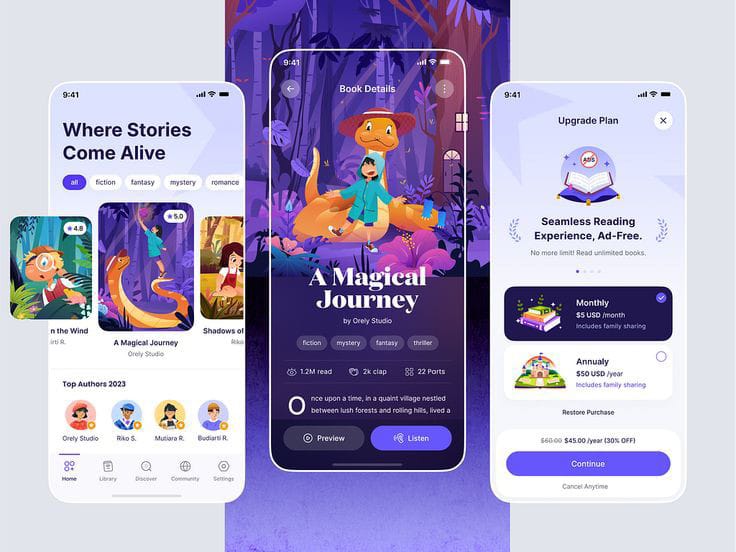 9:41
Where Stories
Come Alive
all
fiction
fantasy
mystery
romance
4.8
5.0
n the Wind
iarti R.
A Magical Journey
Orely Studio
Shadows of
Riko
Top Authors 2023
Orely Studio
Riko S.
Mutiara R.
Budiarti R.
Home
Library
Discover
Community
Settings
9:41
Book Details
A Magical
Journey
by Orely Studio
fiction
mystery
fantasy
thriller
1.2M read
2k clap
22 Parts
Once upon a time, in a quaint village nestled
between lush forests and rolling hills, lived a
Preview
Listen
9:41
Upgrade Plan
ADS
Seamless Reading
Experience, Ad-Free.
No more limit! Read unlimited books.
Monthly
$5 USD /month
Includes family sharing
Annualy
$50 USD /year
Includes family sharing
Restore Purchase
$60.00 $45.00 /year (30% OFF)
Continue
Cancel Anytime